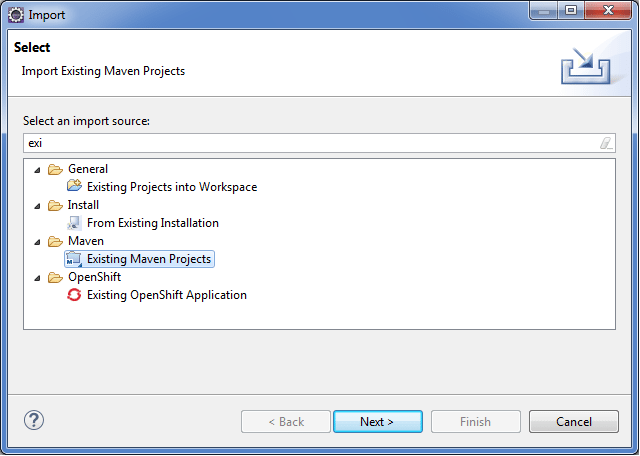 Import
Select
Import Existing Maven Projects
Select an import source:
exi
General
Existing Projects into Workspace
Install
From Existing Installation
Maven
Existing Maven Projects
OpenShift
Existing OpenShift Application
? < Back Next > Finish Cancel